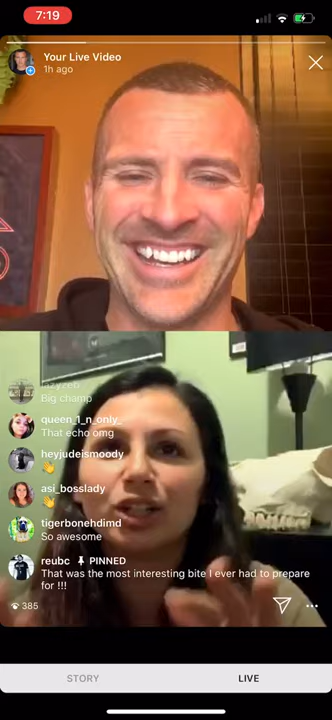 7:19
Your Live Video
1h ago
lazyzeb
Big champ
queen_1_n_only_
That echo omg
heyjudeismoody
asi_bosslady
tigerbonehdimd
So awesome
reubc PINNED
That was the most interesting bite I ever had to prepare
for !!!
385
STORY
LIVE